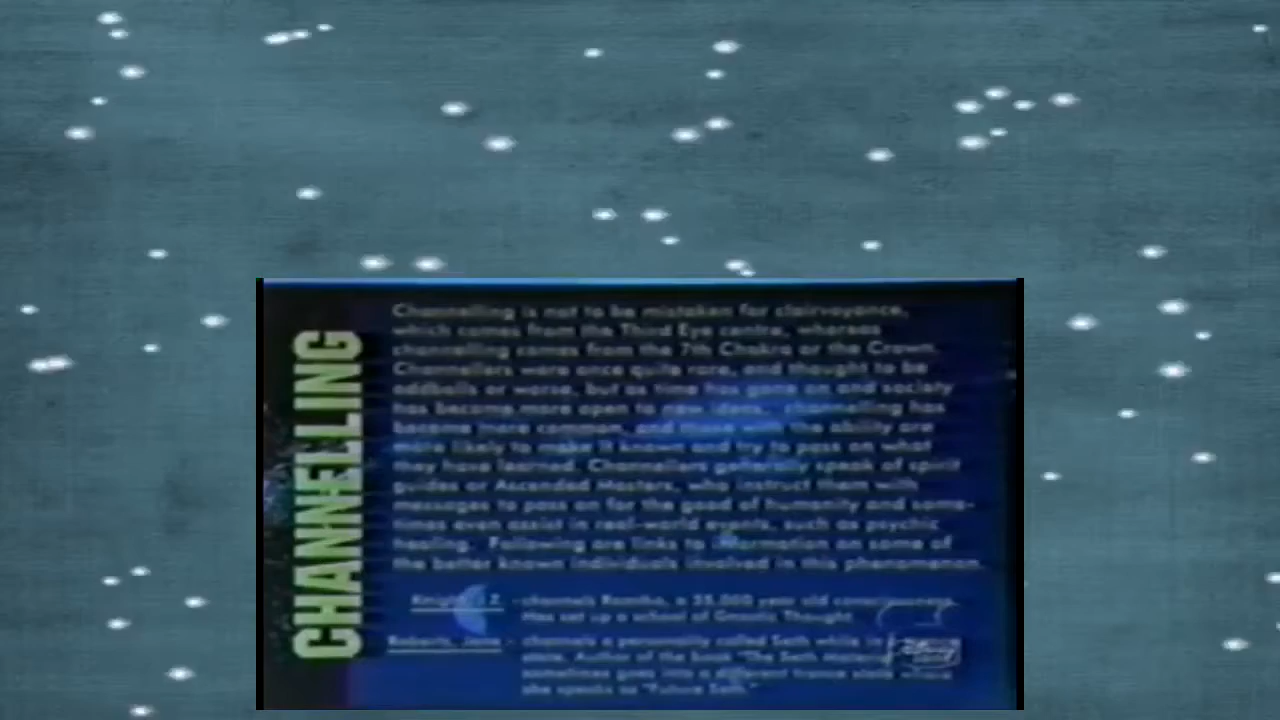 CHANNELLING
Channelling is not to be mistaken for clairvoyance,
which comes from the Third Eye centre, whereas
channelling comes from the 7th Chakra or the Crown.
Channellers were once quite rare, and thought to be
oddballs or worse, but as time has gone on and society
has become more open to new ideas, channelling has
become more common, and those with the ability are
more likely to make it known and try to pass on what
they have learned. Channellers generally speak of spirit
guides or Ascended Masters, who instruct them with
messages to pass on for the good of humanity and some-
times even assist in real-world events, such as psychic
healing. Following are links to information on some of
the better known individuals involved in this phenomenon.
Knight, Z - channels Ramtha, a 35,000 year old
Has set up a school of Gnostic Thought.
Roberts, Jane - channels a personality called Seth while in
state. Author of the book "The Seth Material
sometimes goes into a different trance state where
she speaks as "Future Seth."